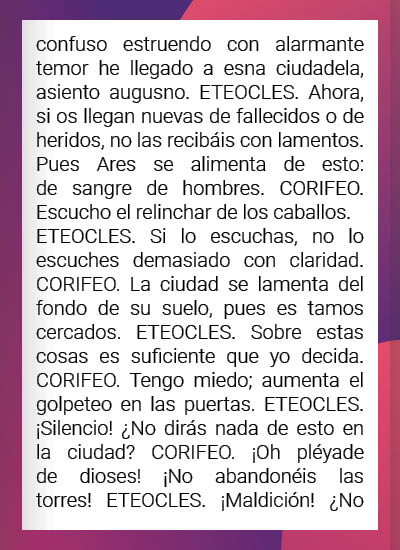 confuso estruendo con alarmante
temor he llegado a esna ciudadela,
asiento augusno. ETEOCLES. Ahora,
si os llegan nuevas de fallecidos o de
heridos, no las recibáis con lamentos.
Pues Ares se alimenta de esto:
de sangre de hombres. CORIFEO.
Escucho el relinchar de los caballos.
ETEOCLES. Si lo escuchas, no lo
escuches demasiado con claridad.
CORIFEO. La ciudad se lamenta del
fondo de su suelo, pues es tamos
cercados. ETEOCLES. Sobre estas
cosas es suficiente que yo decida.
CORIFEO. Tengo miedo; aumenta el
golpeteo en las puertas. ETEOCLES.
¡Silencio! ¿No dirás nada de esto en
la ciudad? CORIFEO. ¡Oh pléyade
de dioses! ¡No abandonéis las
torres! ETEOCLES. ¡Maldición! ¿No